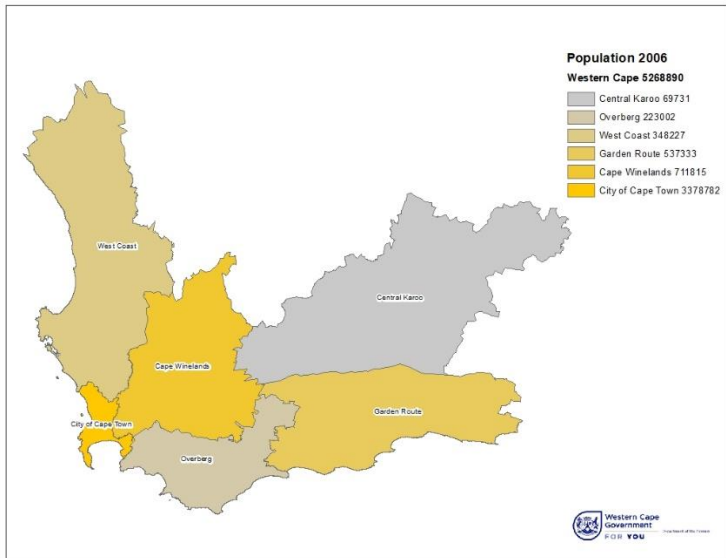 Population 2006
Western Cape 5268890
Central Karoo 69731
Overberg 223002
West Coast 348227
Garden Route 537333
Cape Winelands 711815
City of Cape Town 3378782
West Coast
Central Karoo
Cape Winelands
Garden Route
City of Cape Town
Overberg
Western Cape
Government
FOR YOU